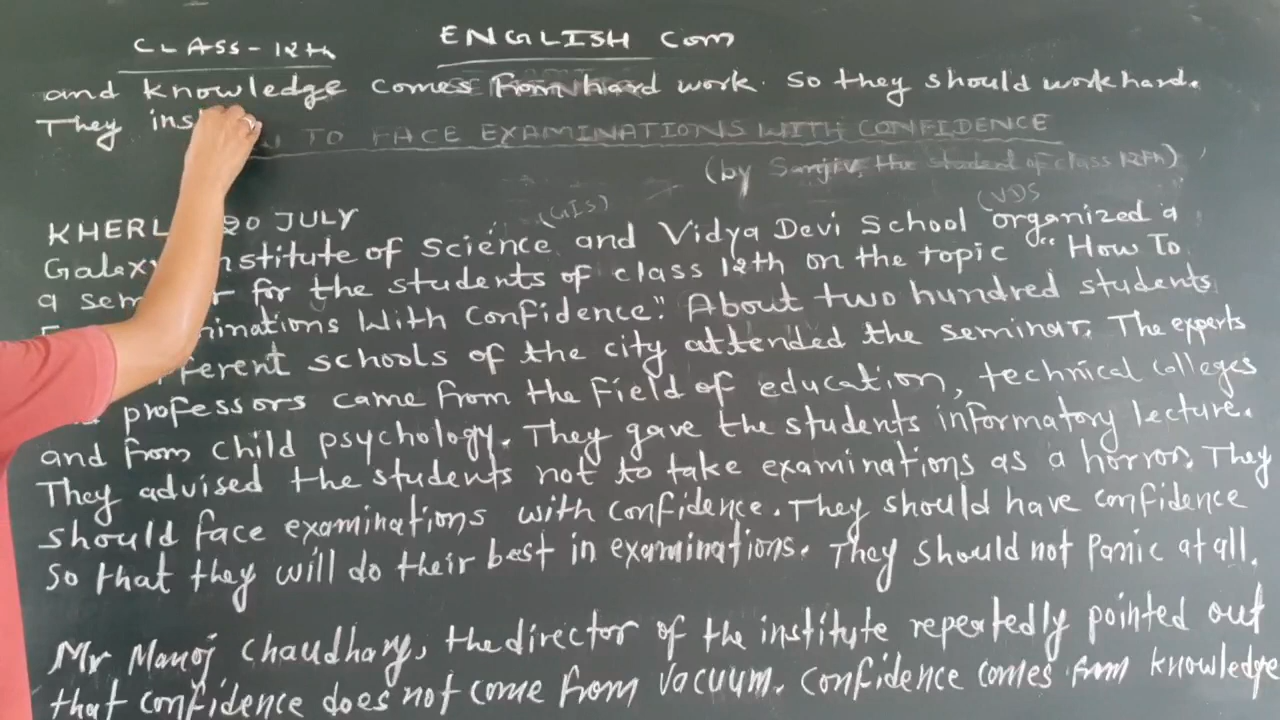 CLASS-12th ENGLISH Com
and knowledge comes from hard work. So they should work hard.
They ins
TO FACE EXAMINATIONS WITH CONFIDENCE
(by Sanjiv, the student of class 12th)
(GIS) (VDS
KHERL 20 JULY
Galaxy nstitute of Science and Vidya Devi School organized a
a sem r for the students of class 12th on the topic "How To
minations With Confidence". About two hundred students
fferent schools of the city attended the seminar. The experts
professors came from the field of education, technical colleges
and from child psychology. They gave the students informatory lecture.
They advised the students not to take examinations as a horror. They
should face examinations with confidence. They should have confidence
so that they will do their best in examinations. They should not panic at all.
Mr Manoj Chaudhary, the director of the institute repeatedly pointed out
that confidence does not come from vacuum. Confidence comes from knowledge